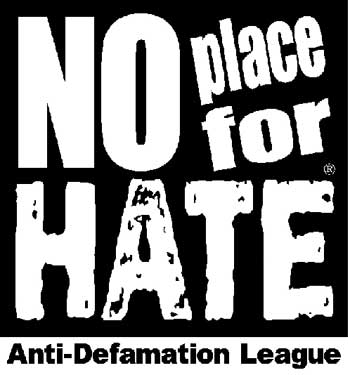 NO place
for
HATE®
Anti-Defamation League